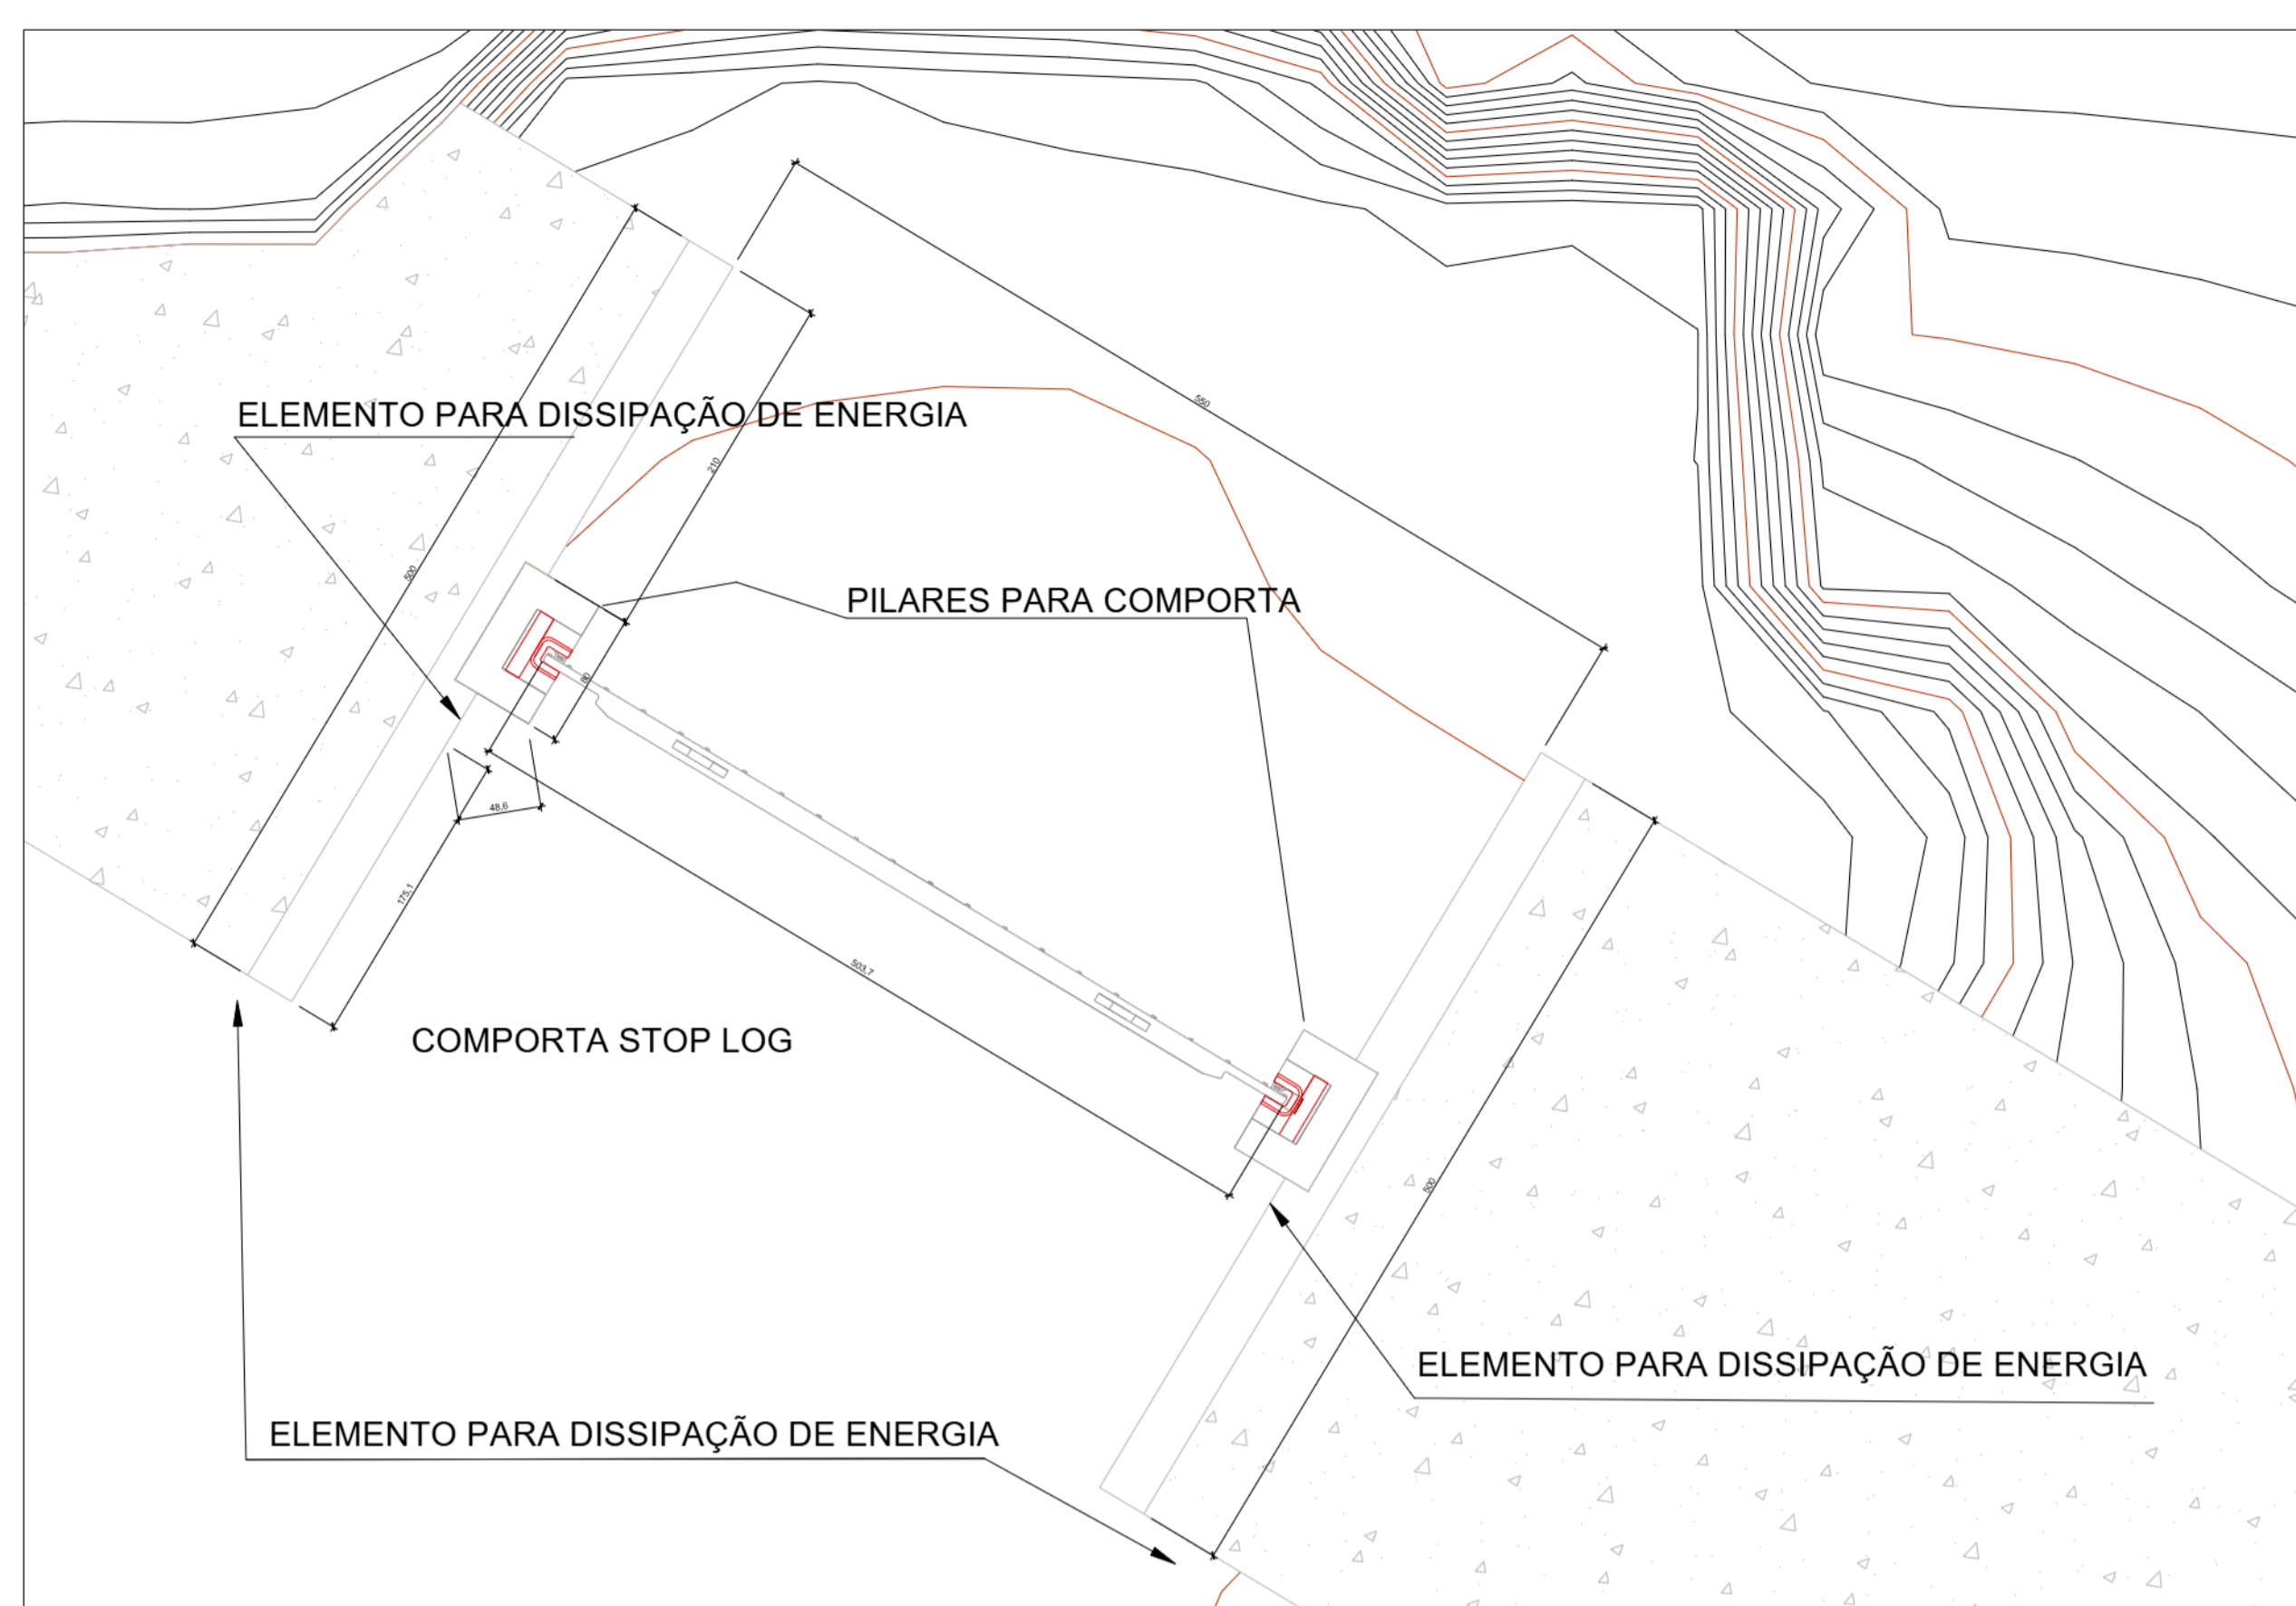 550
ELEMENTO PARA DISSIPAÇÃO DE ENERGIA
210
500
PILARES PARA COMPORTA
80
48,6
175,1
503,7
COMPORTA STOP LOG
500
ELEMENTO PARA DISSIPAÇÃO DE ENERGIA
ELEMENTO PARA DISSIPAÇÃO DE ENERGIA